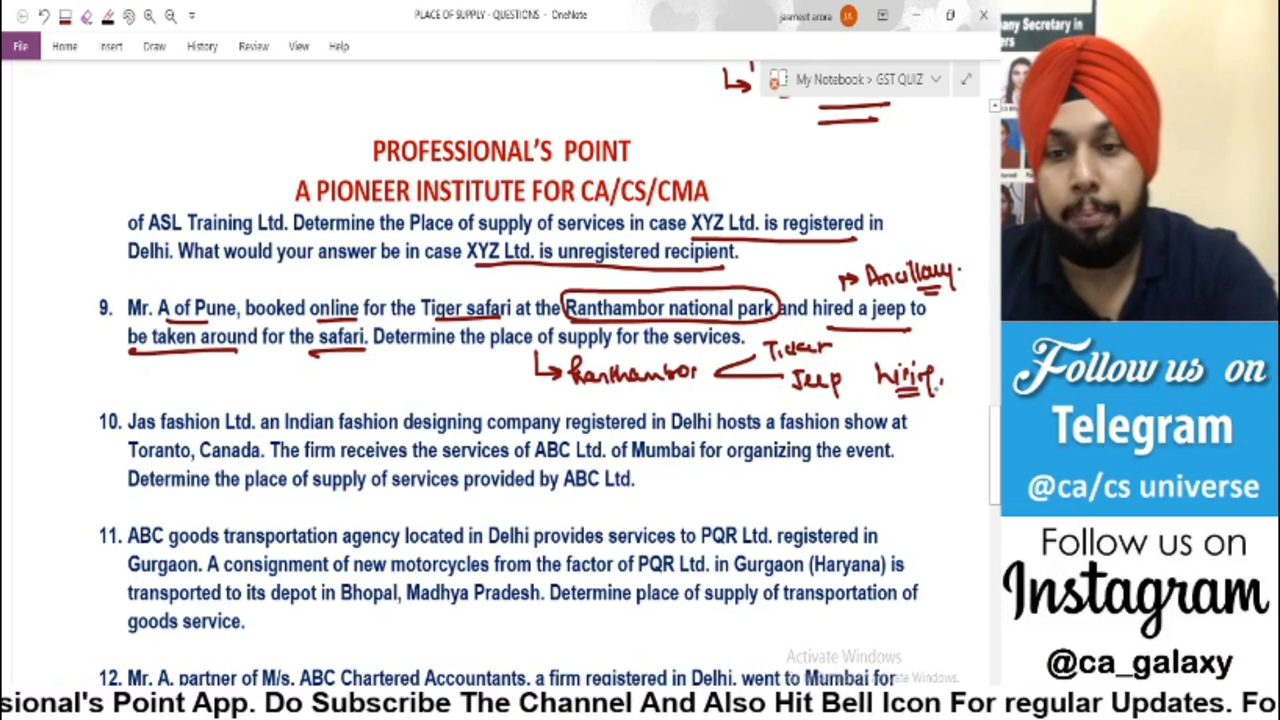 PLACE OF SUPPLY - QUESTIONS - OneNote
jasmeet arora
JA
File Home Insert Draw History Review View Help
My Notebook > GST QUIZ
any Secretary in
ers
PROFESSIONAL'S POINT
A PIONEER INSTITUTE FOR CA/CS/CMA
of ASL Training Ltd. Determine the Place of supply of services in case XYZ Ltd. is registered in
Delhi. What would your answer be in case XYZ Ltd. is unregistered recipient.
Ancillary.
9. Mr. A of Pune, booked online for the Tiger safari at the Ranthambor national park and hired a jeep to
be taken around for the safari. Determine the place of supply for the services.
Ranthambor
Ticket
Jeep hiring.
10. Jas fashion Ltd. an Indian fashion designing company registered in Delhi hosts a fashion show at
Toranto, Canada. The firm receives the services of ABC Ltd. of Mumbai for organizing the event.
Determine the place of supply of services provided by ABC Ltd.
11. ABC goods transportation agency located in Delhi provides services to PQR Ltd. registered in
Gurgaon. A consignment of new motorcycles from the factor of PQR Ltd. in Gurgaon (Haryana) is
transported to its depot in Bhopal, Madhya Pradesh. Determine place of supply of transportation of
goods service.
12. Mr. A. partner of M/s. ABC Chartered Accountants. a firm registered in Delhi. went to Mumbai for
Activate Windows
Follow us on
Telegram
@ca/cs universe
Follow us on
Instagram
@ca_galaxy
sional's Point App. Do Subscribe The Channel And Also Hit Bell Icon For regular Updates. Fo